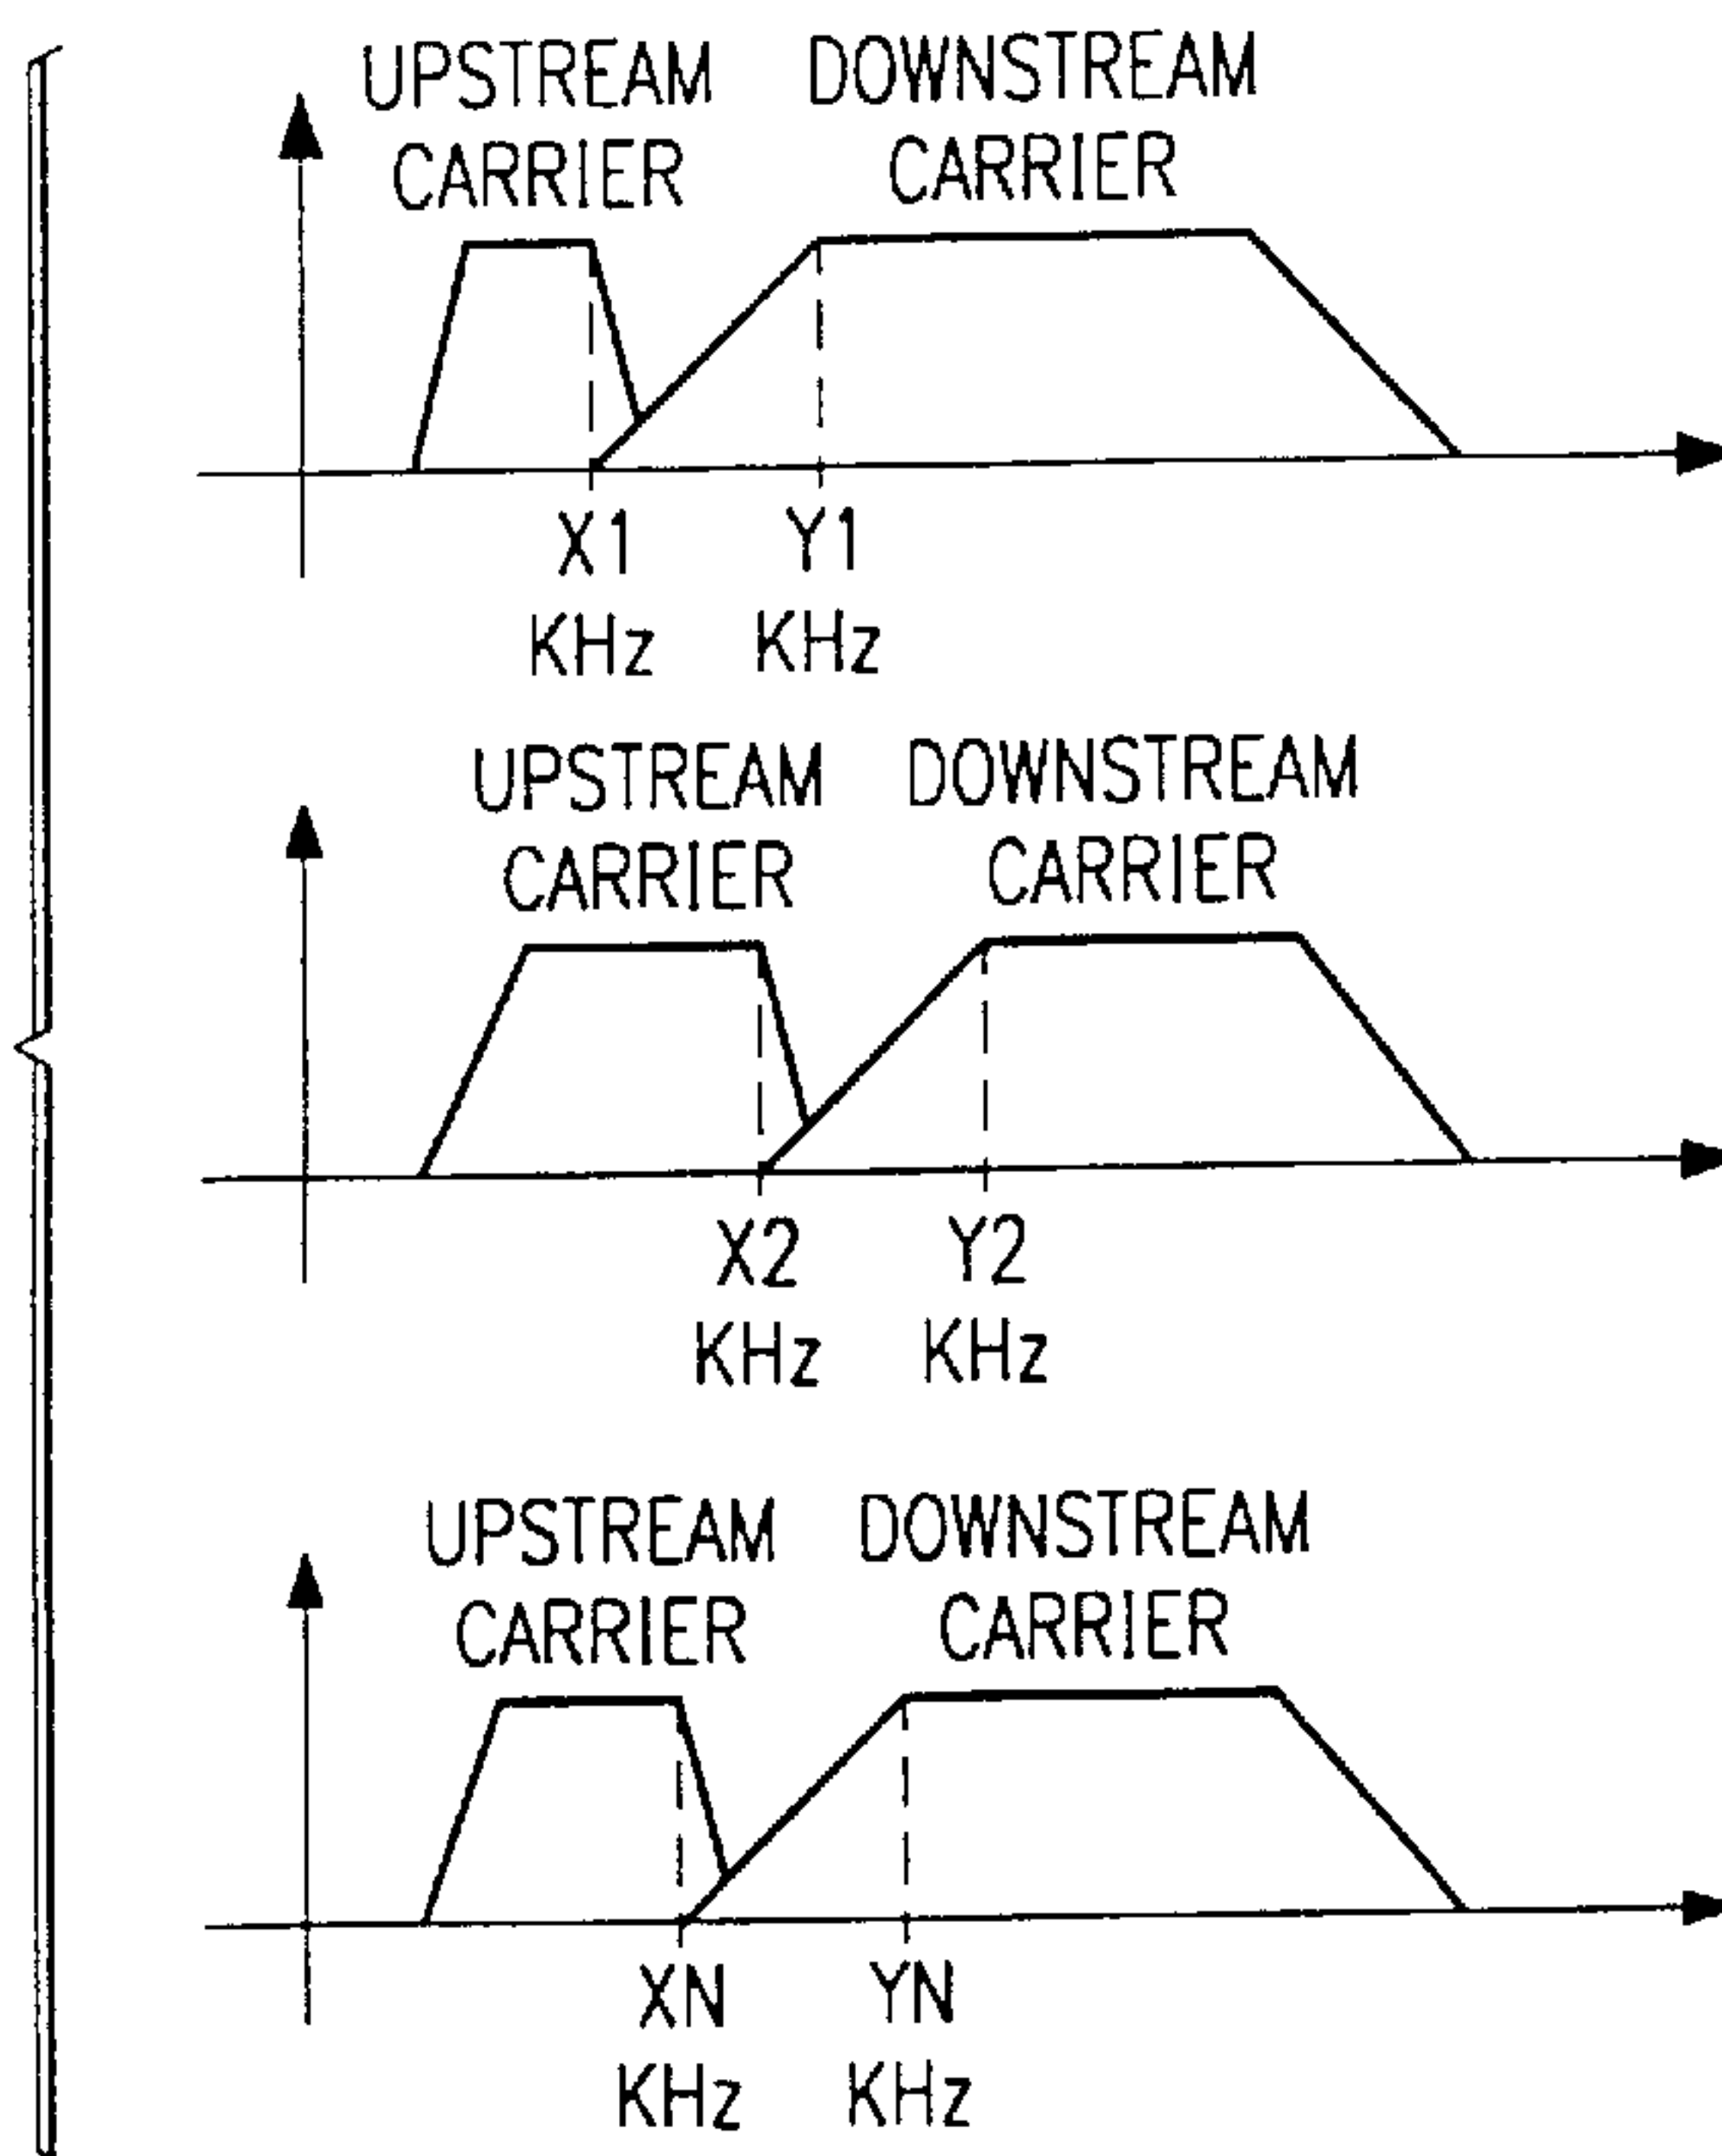 UPSTREAM DOWNSTREAM
CARRIER CARRIER
X1 Y1
KHz KHz
UPSTREAM DOWNSTREAM
CARRIER CARRIER
X2 Y2
KHz KHz
UPSTREAM DOWNSTREAM
CARRIER CARRIER
XN YN
KHz KHz